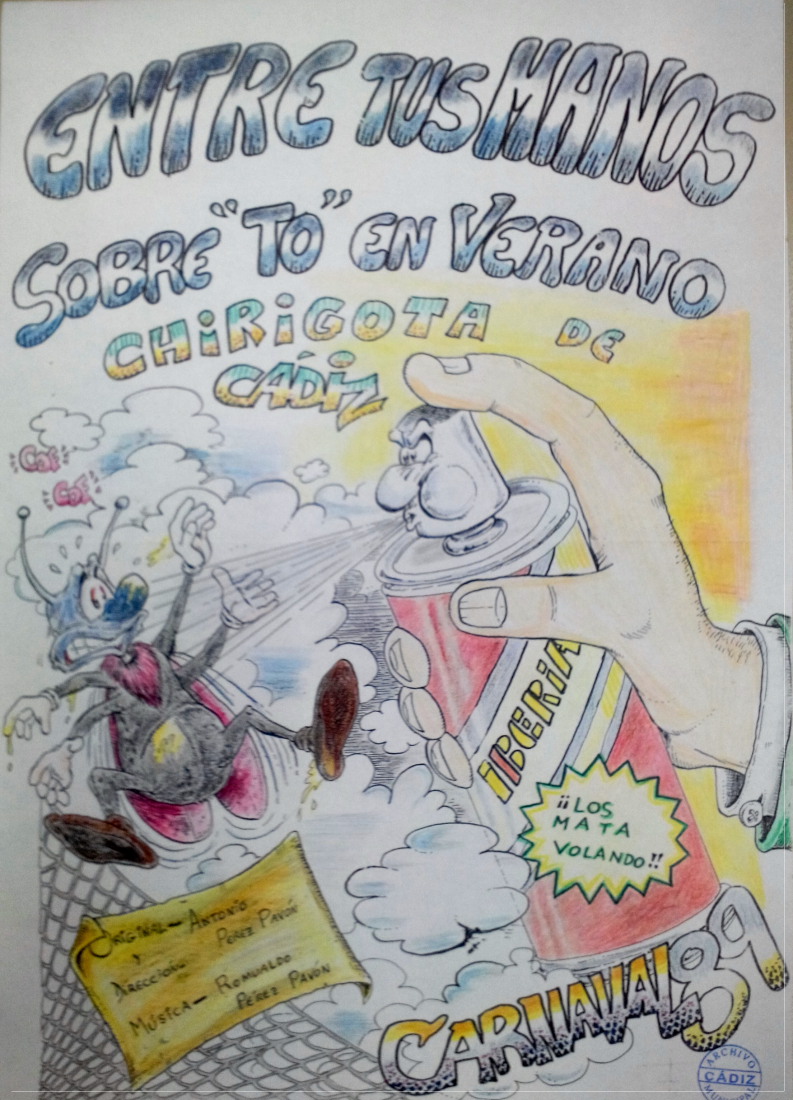 ENTRE TUS MANOS
SOBRE "TO" EN VERANO
CHIRIGOTA DE
CÁDIZ
COF
COF
IBERIA
¡¡LOS
MATA
VOLANDO!!
ORIGINAL - ANTONIO
PEREZ PAVÓN
Y
DIRECCIÓN
MÚSICA - ROMUALDO
PÉREZ PAVÓN
CARNAVAL 89
ARCHIVO
CÁDIZ
MUNICIPAL